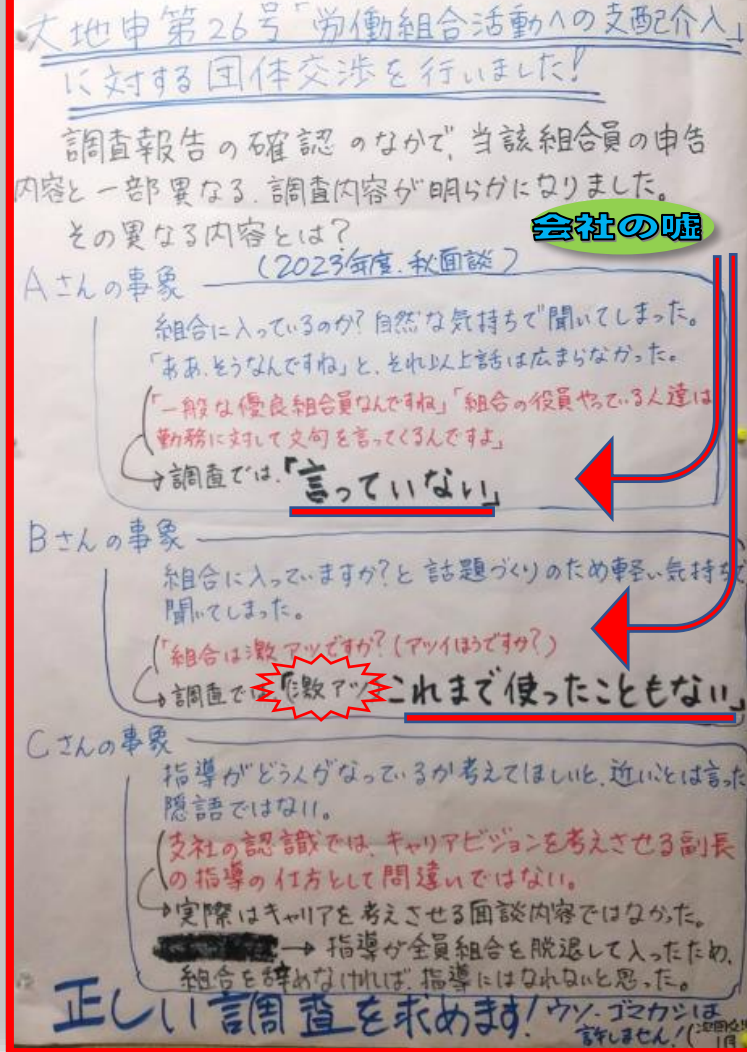 大地申第26号「労働組合活動への支配介入」
に対する団体交渉を行いました!
調査報告の確認のなかで、当該組合員の申告
内容と一部異なる、調査内容が明らかになりました。
その異なる内容とは?
会社の嘘
Aさんの事象
(2023年度、秋面談)
組合に入っているのか?自然な気持ちで聞いてしまった。
「ああ、そうなんですね」と、それ以上話は広まらなかった。
「一般な優良組合員なんですね」「組合の役員やっている人達は
勤務に対して文句を言ってくるんですよ」
→調査では、「言っていない」
Bさんの事象
組合に入っていますか?と話題づくりのため軽い気持ちで
聞いてしまった。
「組合は激アツですか?(アツイほうですか?)
→調査では「激アツ これまで使ったこともない」
Cさんの事象
指導がどうんがなっているか考えてほしいと、近いことは言った
隠語ではない。
支社の認識では、キャリアビジョンを考えさせる副長
の指導の仕方として間違いではない。
→実際はキャリアを考えさせる面談内容ではなかった。
→ 指導が全員組合を脱退して入ったため、
組合を辞めなければ、指導にはなれないと思った。
正しい調査を求めます!ウソ・ゴマカシは
許しません!(次回交渉
1月